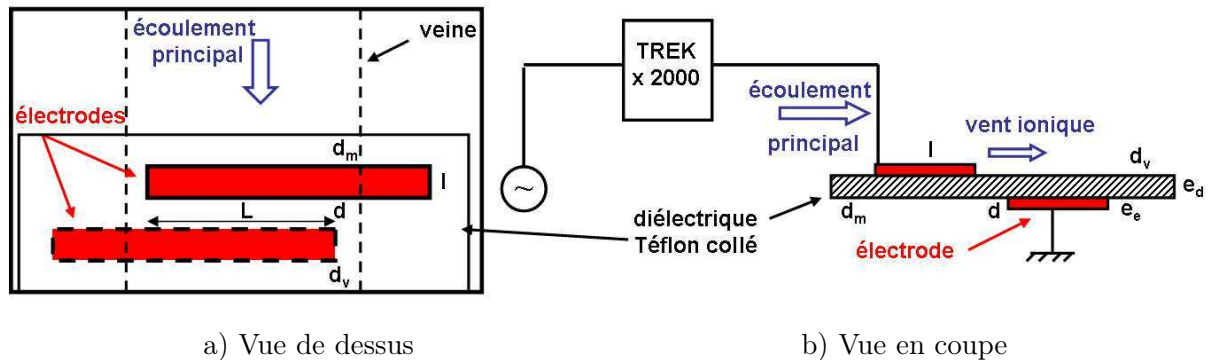 écoulement
principal
veine
électrodes
d_m
l
L
d
d_v
TREK
x 2000
écoulement
principal
vent ionique
l
d_v
e_d
~
diélectrique
Téflon collé
d_m
d
e_e
électrode
a) Vue de dessus
b) Vue en coupe